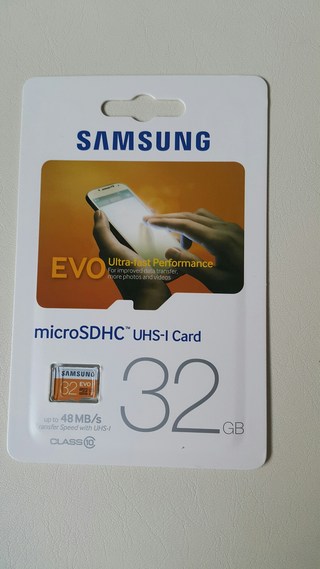 SAMSUNG
EVO Ultra-fast Performance
For improved data transfer,
more photos and videos
microSDHC™ UHS-I Card
SAMSUNG
32 EVO
32 GB
up to 48 MB/s
transfer Speed with UHS-I
CLASS 10